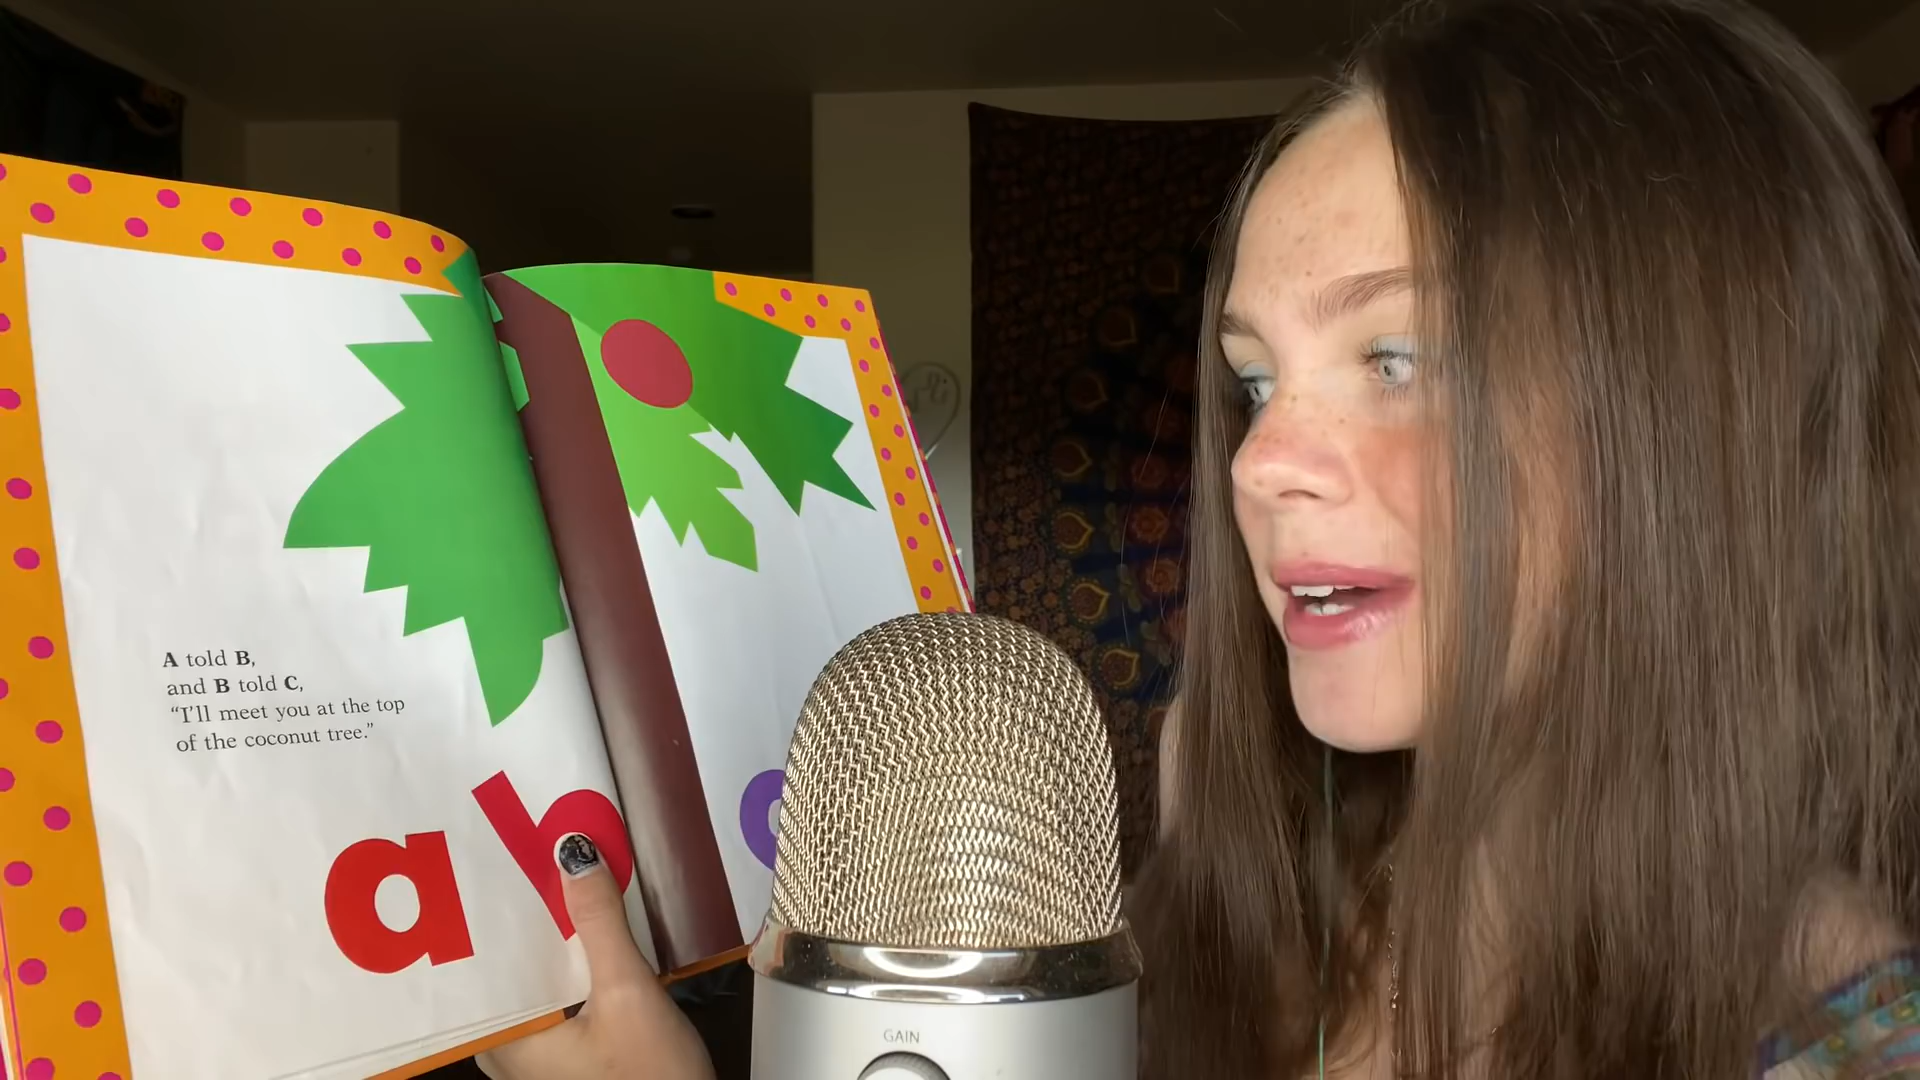 A told B,
and B told C,
“I’ll meet you at the top
of the coconut tree.”
a b
GAIN